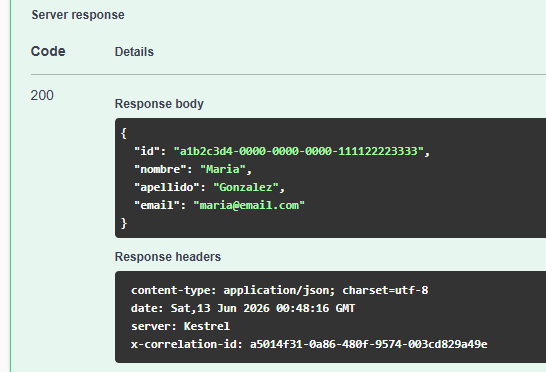 Server response
Code Details
200
Response body
{
"id": "a1b2c3d4-0000-0000-0000-111122223333",
"nombre": "Maria",
"apellido": "Gonzalez",
"email": "maria@email.com"
}
Response headers
content-type: application/json; charset=utf-8
date: Sat,13 Jun 2026 00:48:16 GMT
server: Kestrel
x-correlation-id: a5014f31-0a86-480f-9574-003cd829a49e